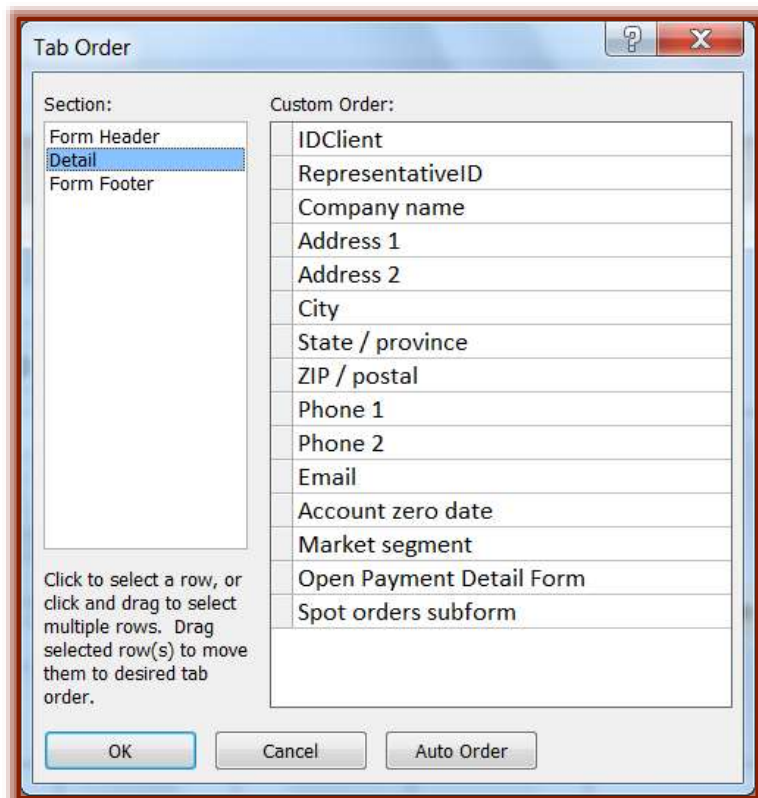 Tab Order
Section:
Form Header
Detail
Form Footer
Click to select a row, or
click and drag to select
multiple rows. Drag
selected row(s) to move
them to desired tab
order.
Custom Order:
IDClient
RepresentativeID
Company name
Address 1
Address 2
City
State / province
ZIP / postal
Phone 1
Phone 2
Email
Account zero date
Market segment
Open Payment Detail Form
Spot orders subform
OK
Cancel
Auto Order